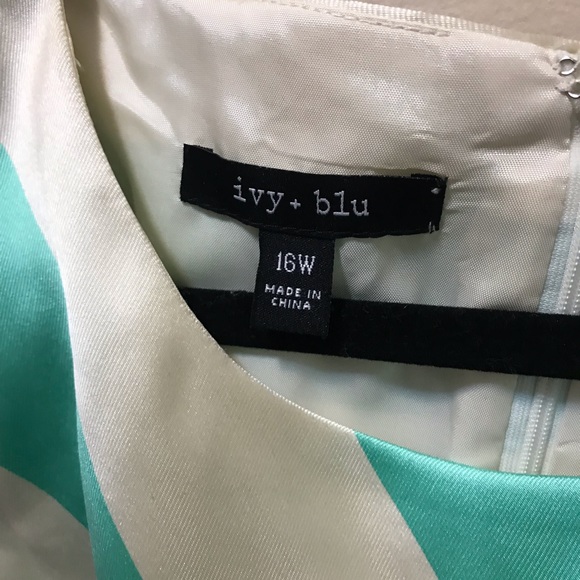 ivy + blu
16W
MADE IN
CHINA